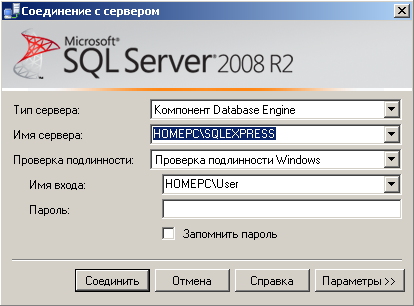 Соединение с сервером
Microsoft®
SQL Server® 2008 R2
Тип сервера: Компонент Database Engine
Имя сервера: HOMEPC\SQLEXPRESS
Проверка подлинности: Проверка подлинности Windows
Имя входа: HOMEPC\User
Пароль:
Запомнить пароль
Соединить Отмена Справка Параметры >>